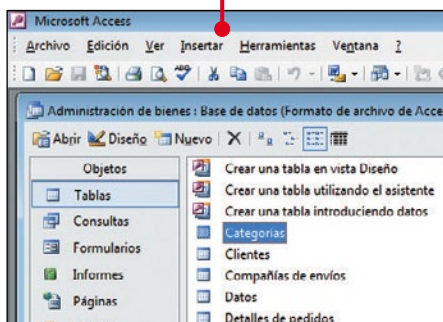 Microsoft Access
Archivo Edición Ver Insertar Herramientas Ventana ?
Administración de bienes : Base de datos (Formato de archivo de Acce
Abrir Diseño Nuevo
Objetos
Tablas
Consultas
Formularios
Informes
Páginas
Crear una tabla en vista Diseño
Crear una tabla utilizando el asistente
Crear una tabla introduciendo datos
Categorías
Clientes
Compañías de envíos
Datos
Detalles de pedidos